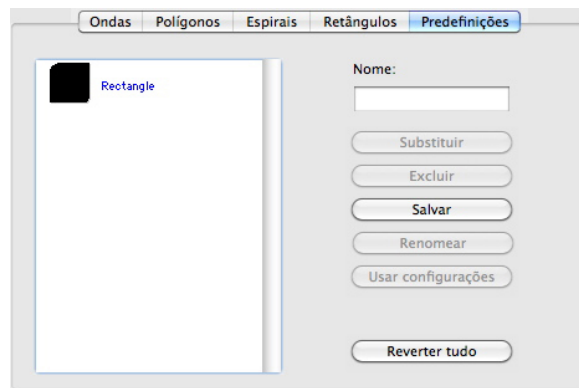 Ondas Polígonos Espirais Retângulos Predefinições
Rectangle
Nome:
Substituir
Excluir
Salvar
Renomear
Usar configurações
Reverter tudo